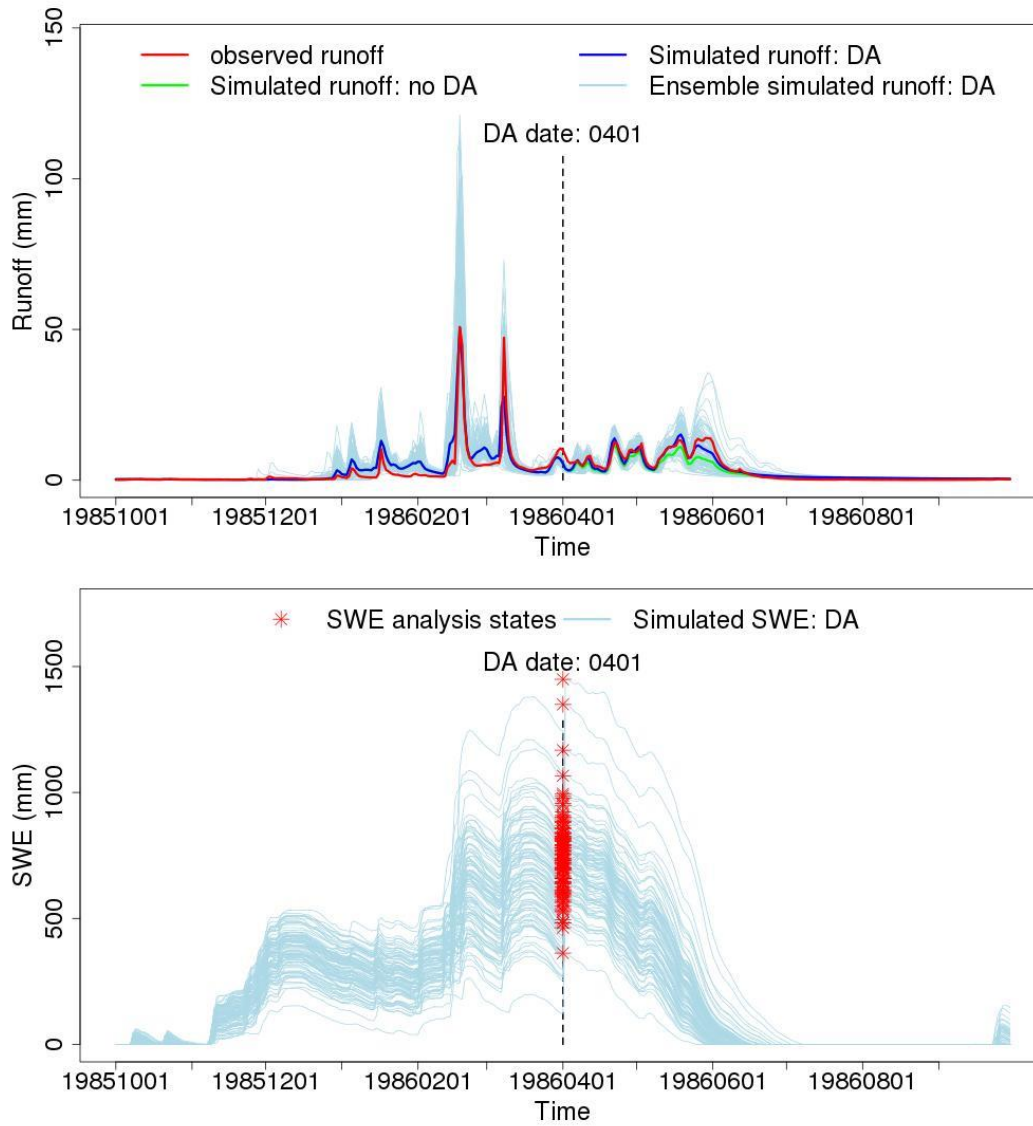 observed runoff
Simulated runoff: DA
Simulated runoff: no DA
Ensemble simulated runoff: DA
DA date: 0401
Runoff (mm)
150
100
50
0
19851001 19851201 19860201 19860401 19860601 19860801
Time
SWE analysis states
Simulated SWE: DA
DA date: 0401
SWE (mm)
1500
1000
500
0
19851001 19851201 19860201 19860401 19860601 19860801
Time